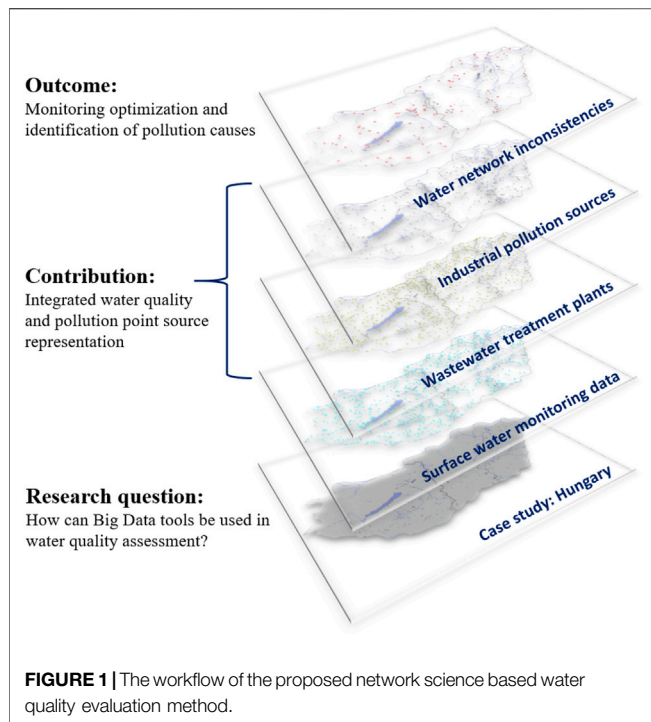 Outcome:
Monitoring optimization and
identification of pollution causes
Water network inconsistencies
Industrial pollution sources
Contribution:
Integrated water quality
and pollution point source
representation
Wastewater treatment plants
Surface water monitoring data
Research question:
How can Big Data tools be used in
water quality assessment?
Case study: Hungary
FIGURE 1 | The workflow of the proposed network science based water
quality evaluation method.